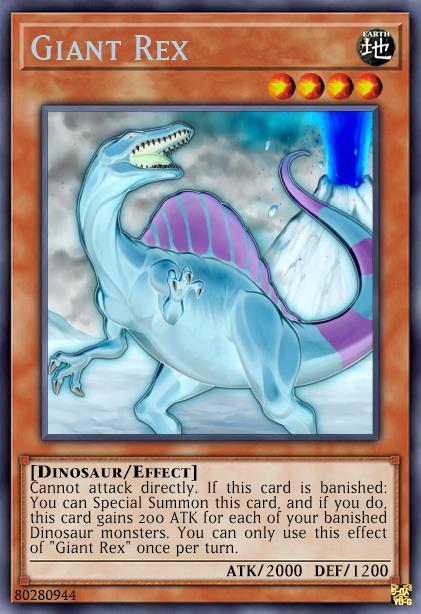 GIANT REX
EARTH
地
[DINOSAUR/EFFECT]
Cannot attack directly. If this card is banished:
You can Special Summon this card, and if you do,
this card gains 200 ATK for each of your banished
Dinosaur monsters. You can only use this effect
of "Giant Rex" once per turn.
ATK/2000 DEF/1200
80280944